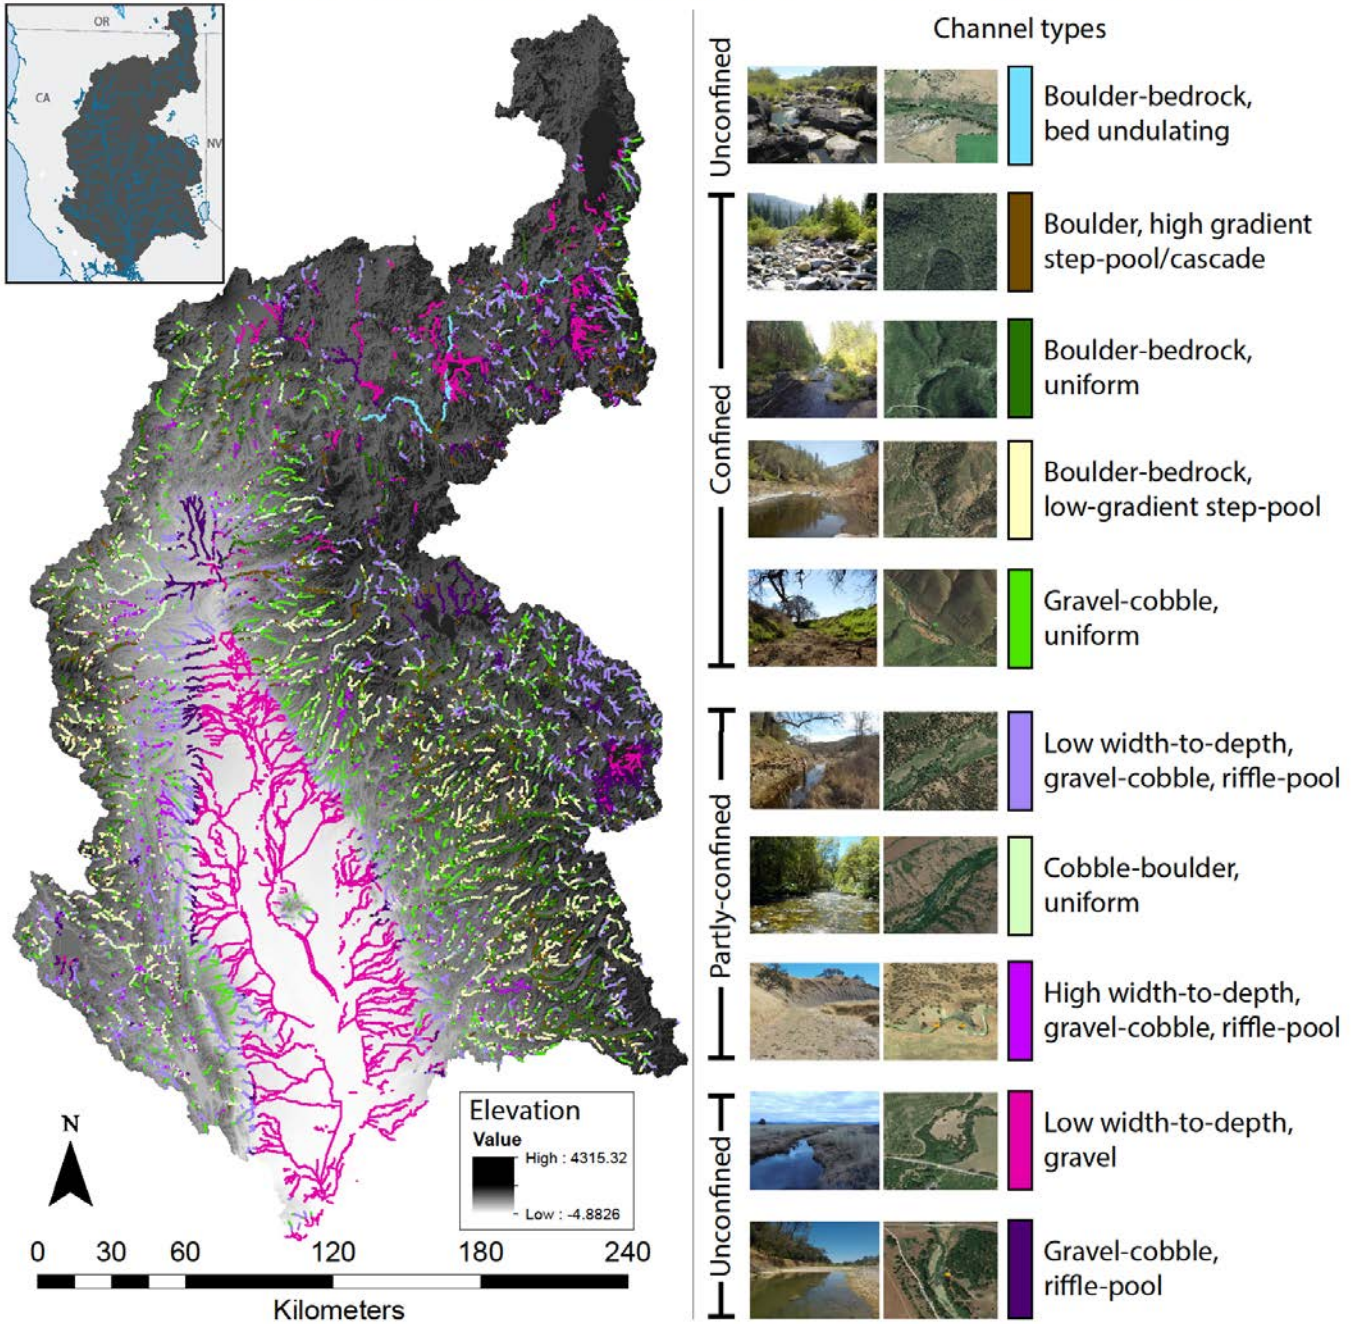 OR
CA
NV
N
0 30 60 120 180 240
Kilometers
Elevation
Value
High : 4315.32
Low : -4.8826
Channel types
Unconfined
Boulder-bedrock,
bed undulating
Confined
Boulder, high gradient
step-pool/cascade
Boulder-bedrock,
uniform
Boulder-bedrock,
low-gradient step-pool
Gravel-cobble,
uniform
Partly-confined
Low width-to-depth,
gravel-cobble, riffle-pool
Cobble-boulder,
uniform
High width-to-depth,
gravel-cobble, riffle-pool
Unconfined
Low width-to-depth,
gravel
Gravel-cobble,
riffle-pool